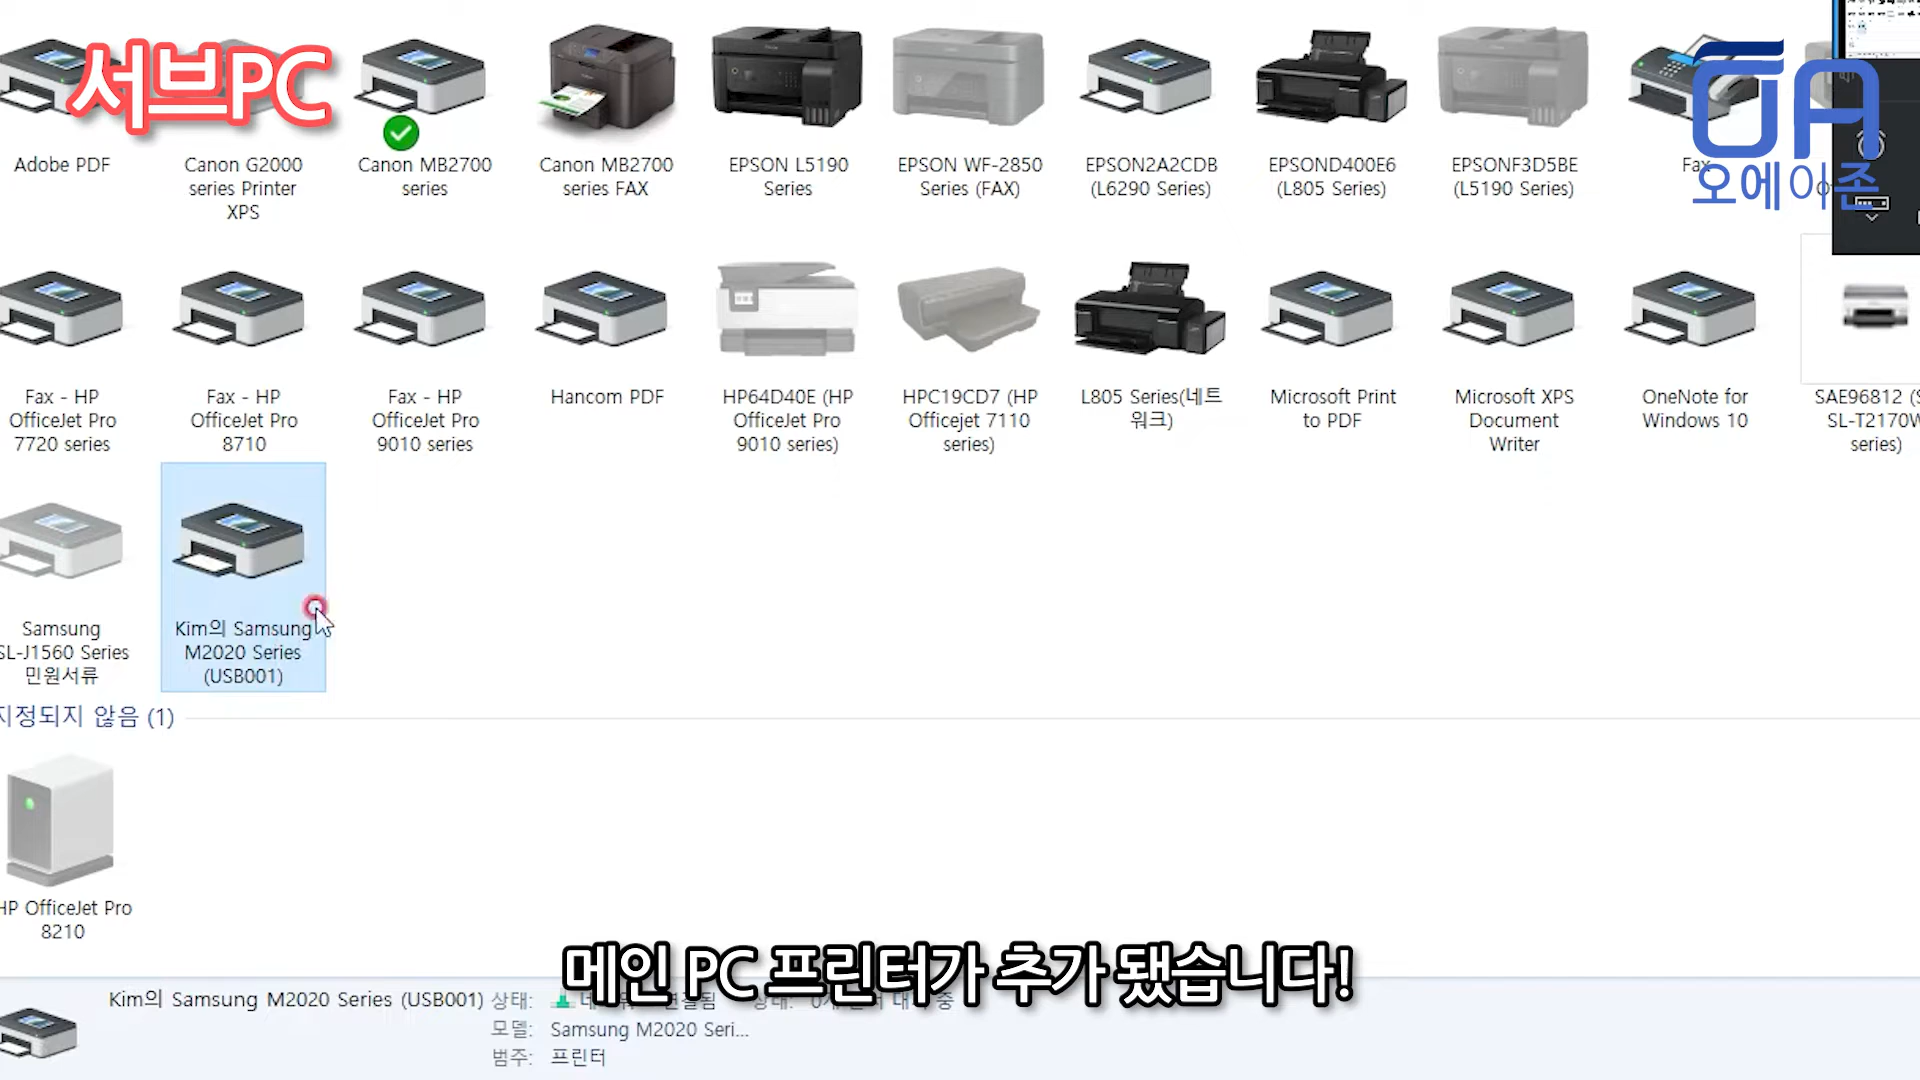 서브PC
OA
오에이존
Adobe PDF
Canon G2000
series Printer
XPS
Canon MB2700
series
Canon MB2700
series FAX
EPSON L5190
Series
EPSON WF-2850
Series (FAX)
EPSON2A2CDB
(L6290 Series)
EPSOND400E6
(L805 Series)
EPSONF3D5BE
(L5190 Series)
Fax
Fax - HP
OfficeJet Pro
7720 series
Fax - HP
OfficeJet Pro
8710
Fax - HP
OfficeJet Pro
9010 series
Hancom PDF
HP64D40E (HP
OfficeJet Pro
9010 series)
HPC19CD7 (HP
Officejet 7110
series)
L805 Series(네트
워크)
Microsoft Print
to PDF
Microsoft XPS
Document
Writer
OneNote for
Windows 10
SAE96812 (S
SL-T2170W
series)
Samsung
SL-J1560 Series
민원서류
Kim의 Samsung
M2020 Series
(USB001)
지정되지 않음 (1)
HP OfficeJet Pro
8210
메인 PC 프린터가 추가 됐습니다!
Kim의 Samsung M2020 Series (USB001) 상태:
모델: Samsung M2020 Seri...
범주: 프린터